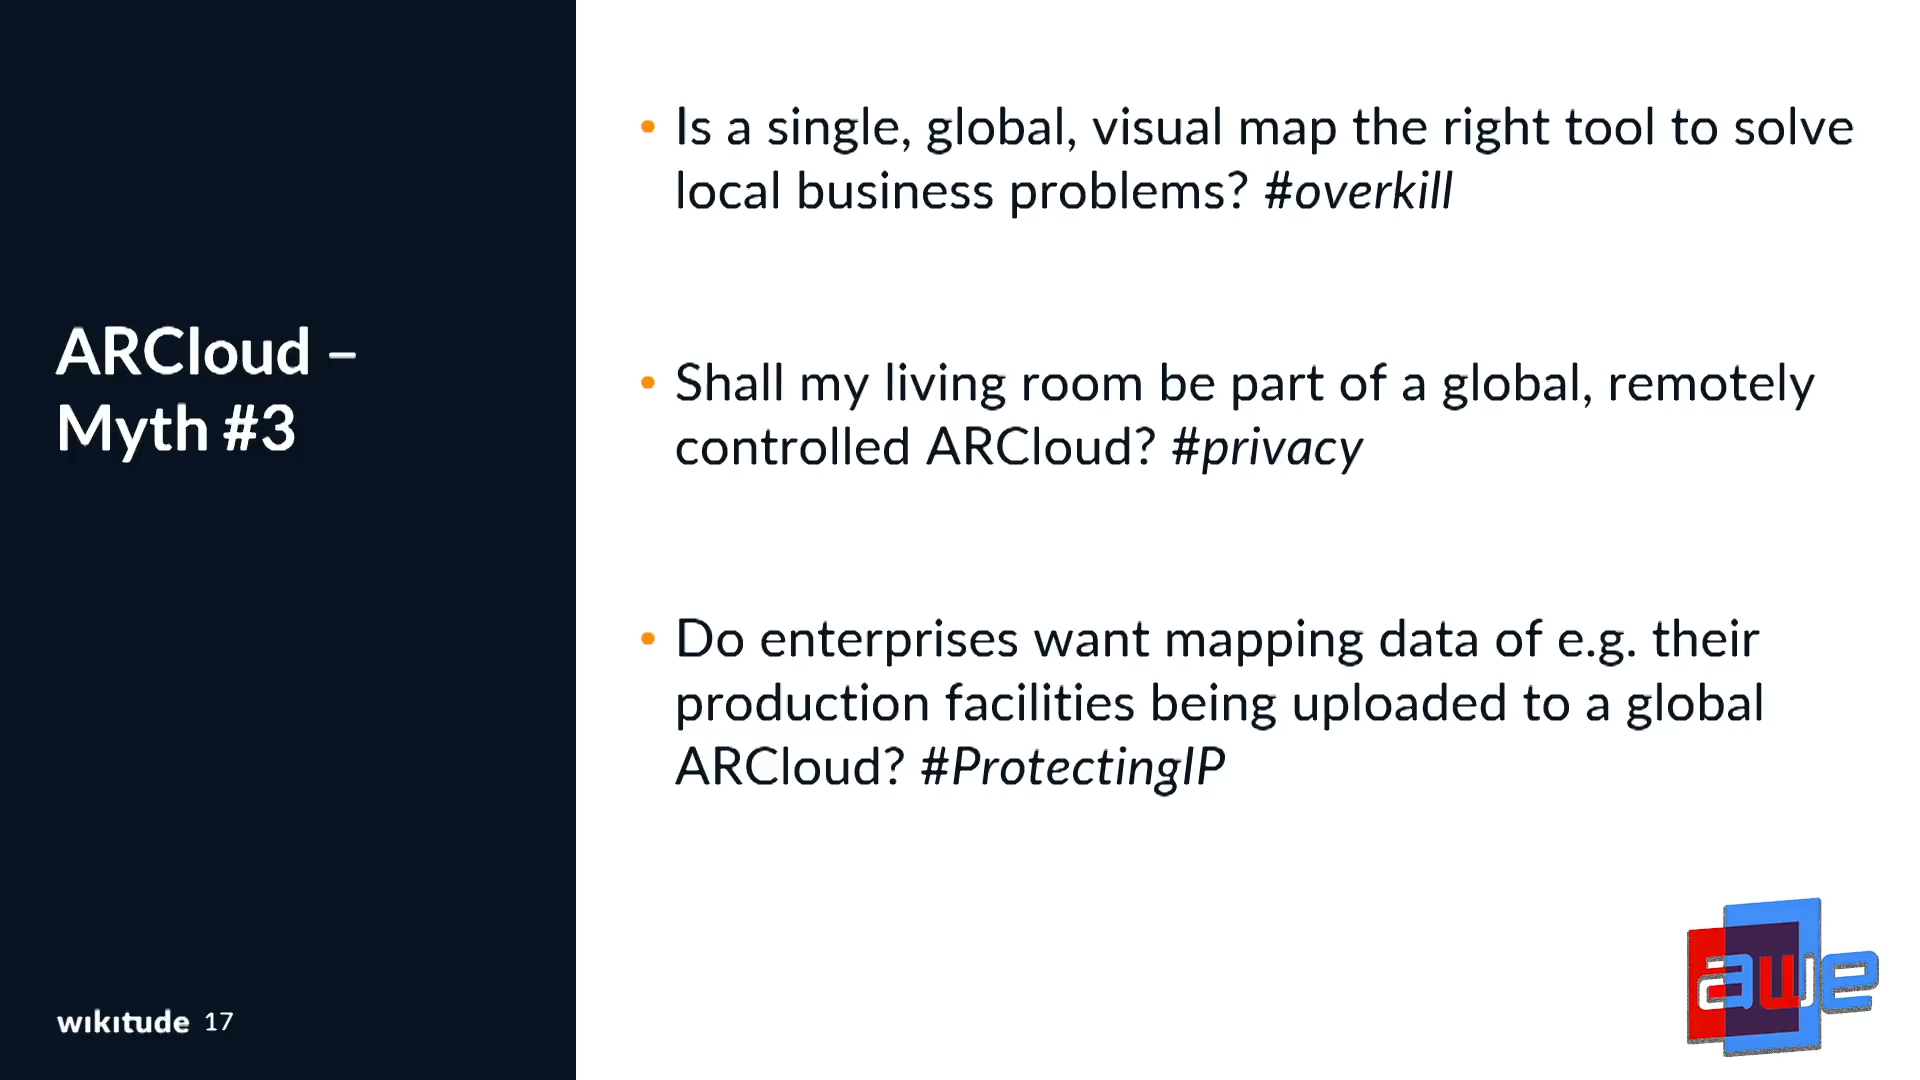 ARCloud –
Myth #3
• Is a single, global, visual map the right tool to solve
local business problems? #overkill
• Shall my living room be part of a global, remotely
controlled ARCloud? #privacy
• Do enterprises want mapping data of e.g. their
production facilities being uploaded to a global
ARCloud? #ProtectingIP
wikitude 17
awe